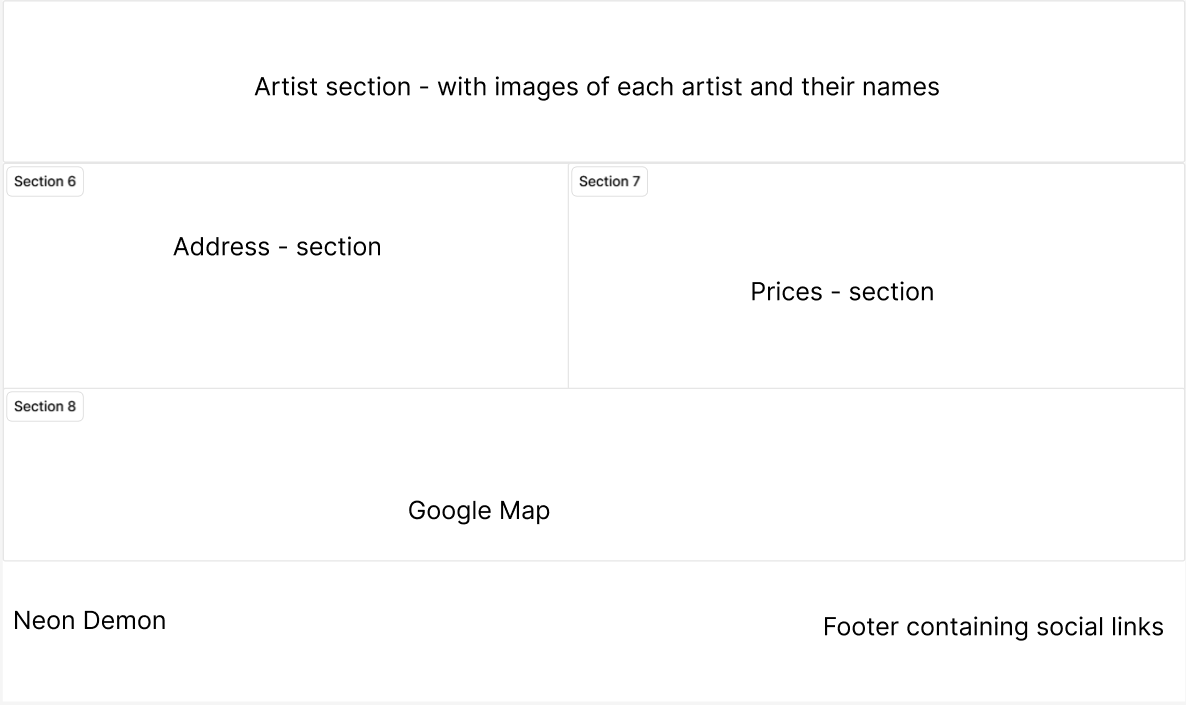 Artist section - with images of each artist and their names
Section 6
Address - section
Section 7
Prices - section
Section 8
Google Map
Neon Demon
Footer containing social links